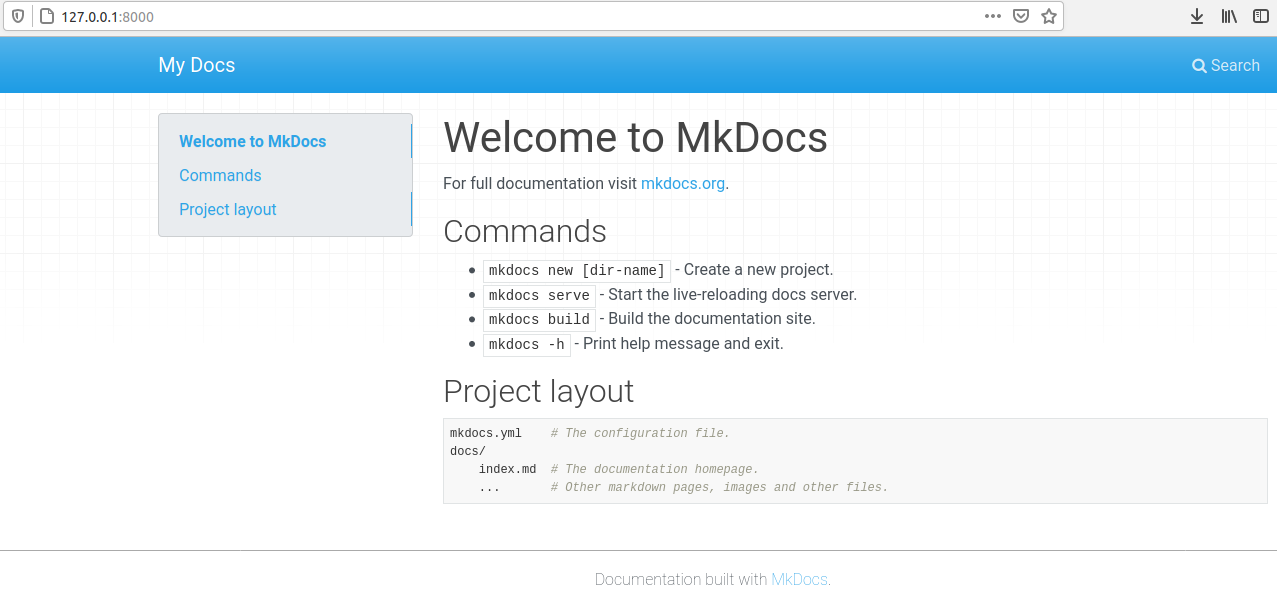 127.0.0.1:8000
My Docs
Search
Welcome to MkDocs
Commands
Project layout
Welcome to MkDocs
For full documentation visit mkdocs.org.
Commands
mkdocs new [dir-name] - Create a new project.
mkdocs serve - Start the live-reloading docs server.
mkdocs build - Build the documentation site.
mkdocs -h - Print help message and exit.
Project layout
mkdocs.yml    # The configuration file.
docs/
    index.md  # The documentation homepage.
    ...       # Other markdown pages, images and other files.
Documentation built with MkDocs.